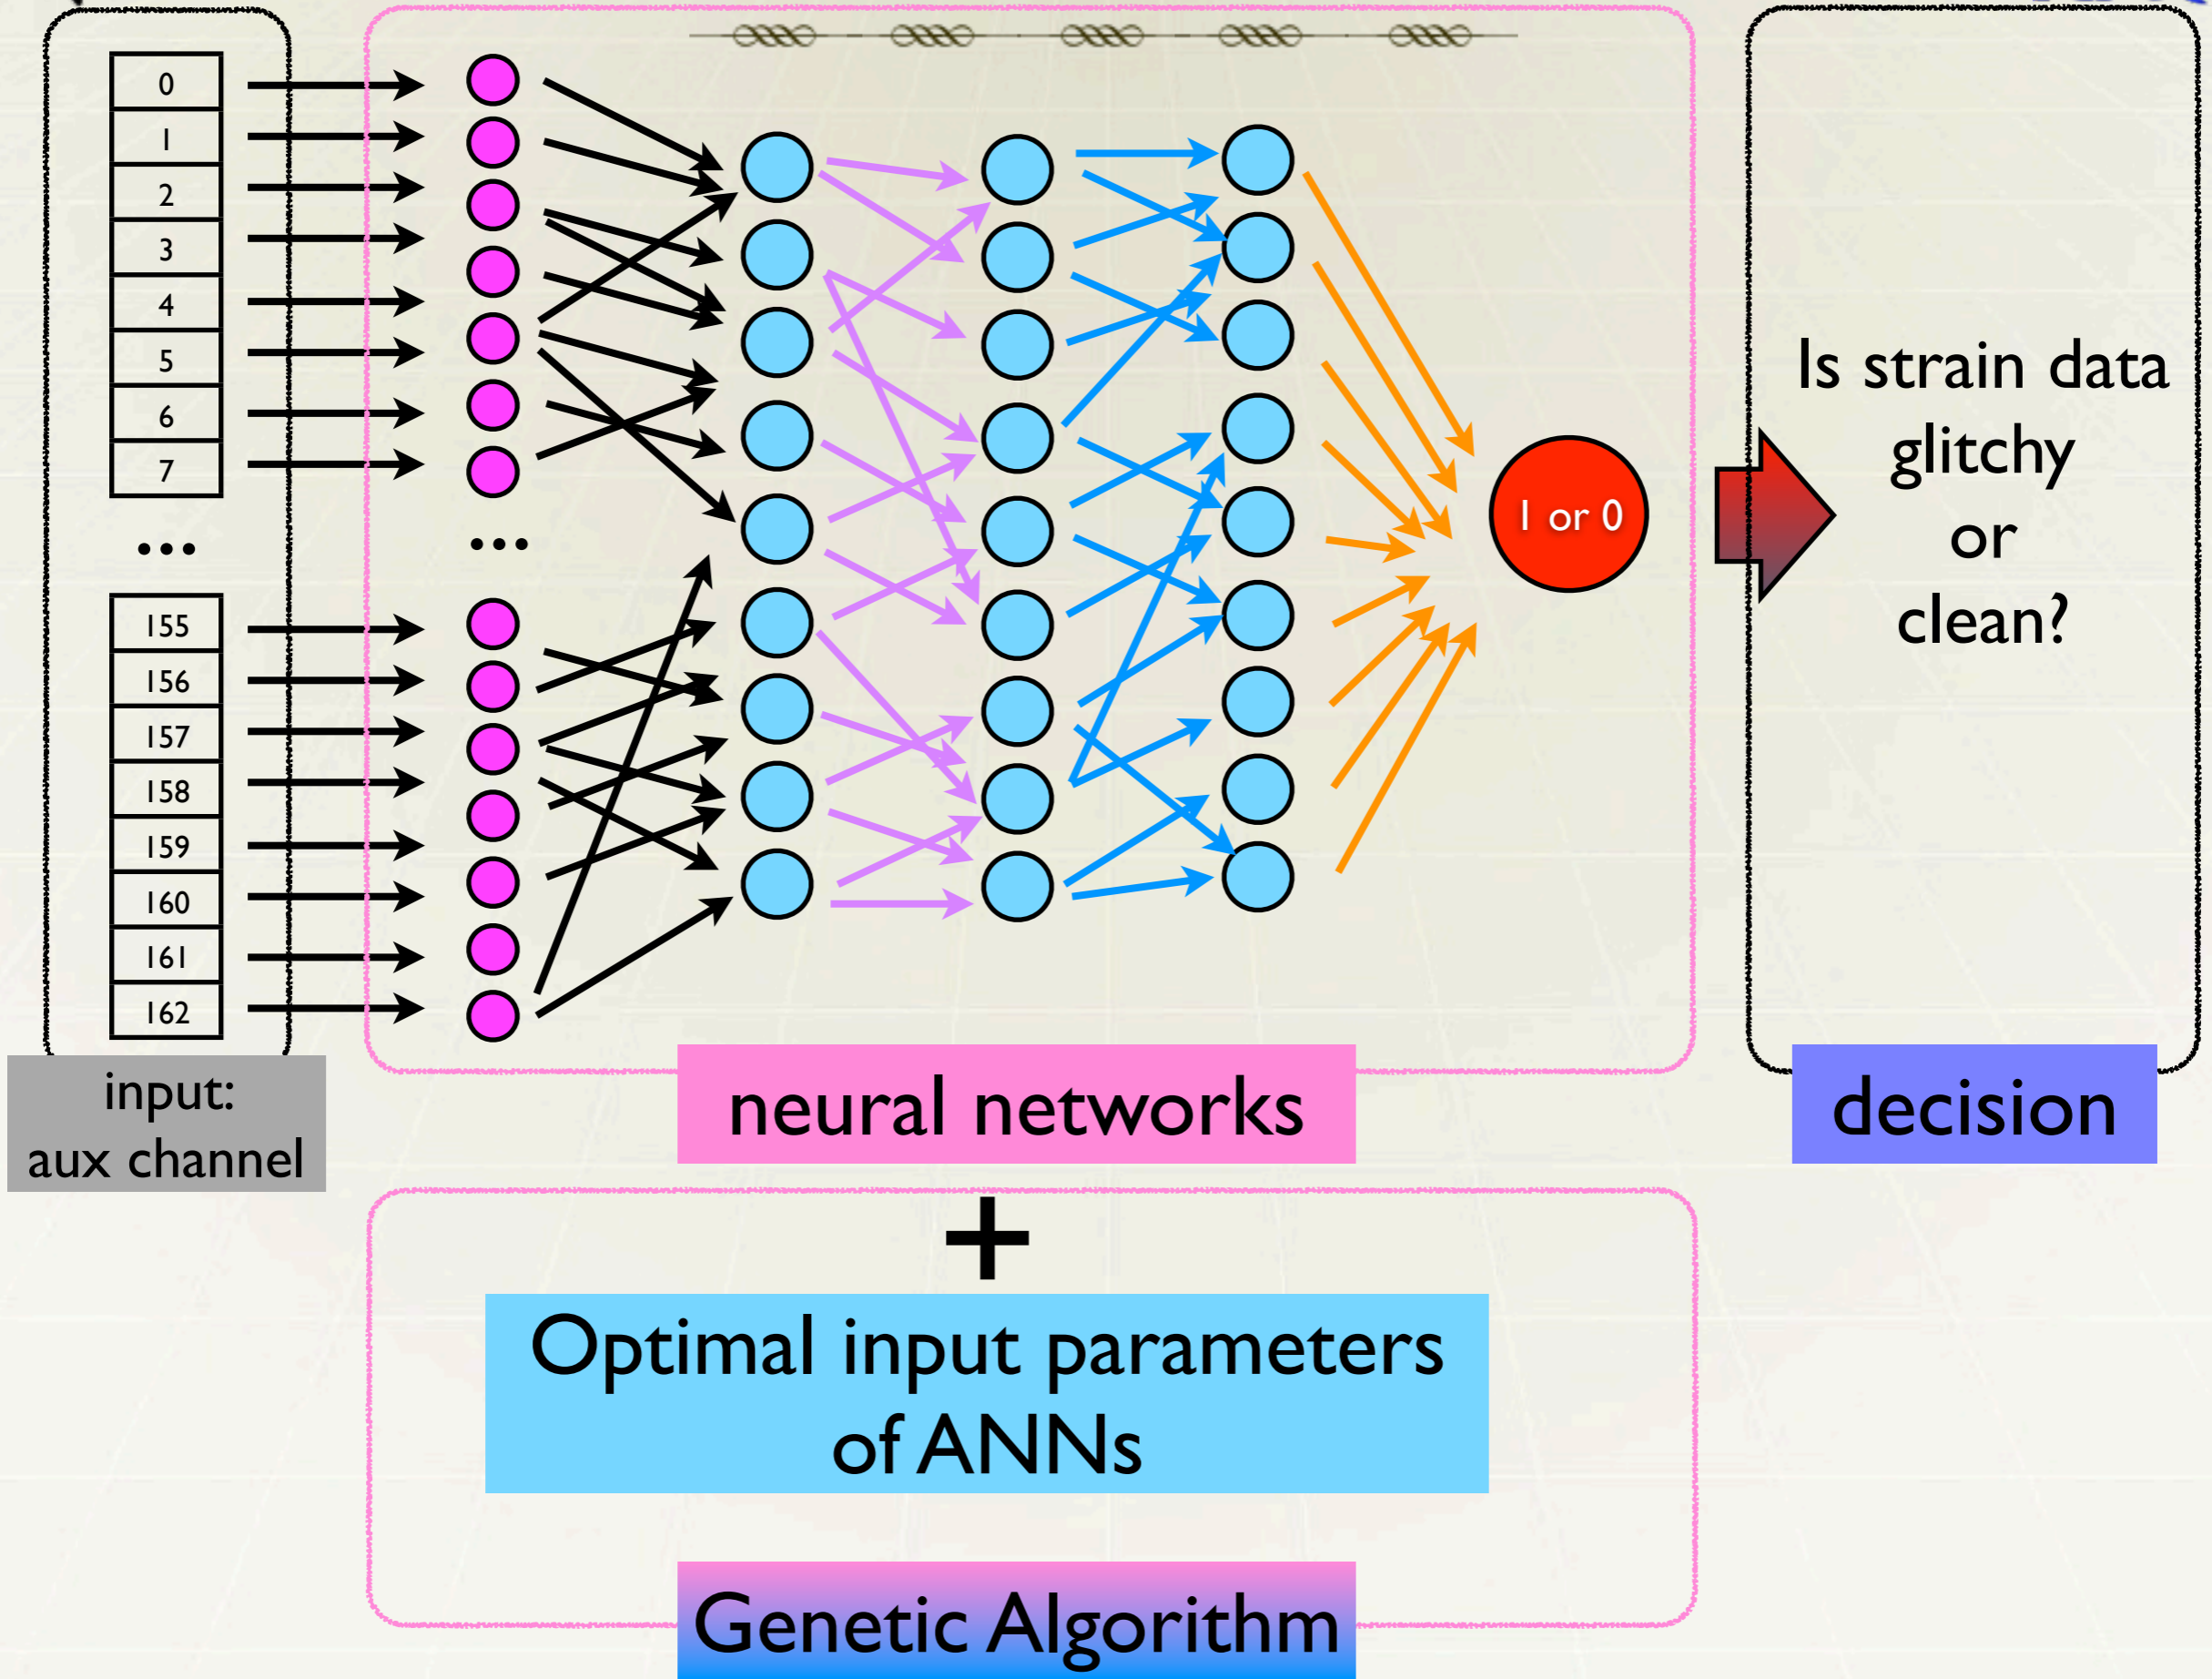 0
1
2
3
4
5
6
7
...
155
156
157
158
159
160
161
162
input:
aux channel
...
1 or 0
neural networks
Is strain data
glitchy
or
clean?
decision
+
Optimal input parameters
of ANNs
Genetic Algorithm